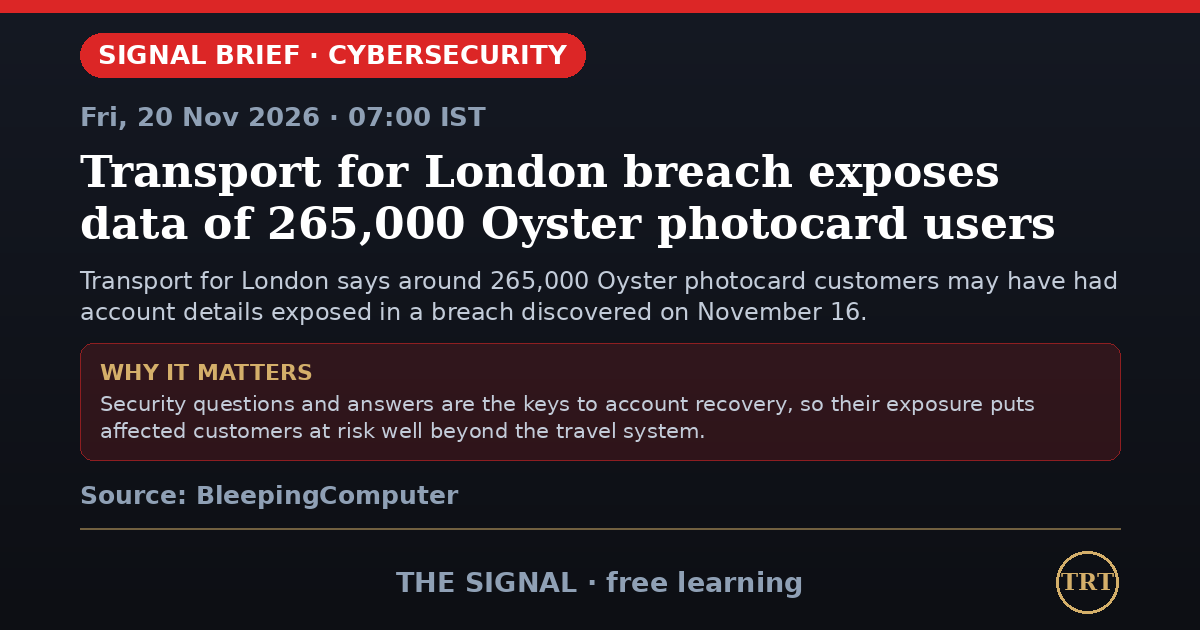 SIGNAL BRIEF · CYBERSECURITY
Fri, 20 Nov 2026 · 07:00 IST
Transport for London breach exposes
data of 265,000 Oyster photocard users
Transport for London says around 265,000 Oyster photocard customers may have had
account details exposed in a breach discovered on November 16.
WHY IT MATTERS
Security questions and answers are the keys to account recovery, so their exposure puts
affected customers at risk well beyond the travel system.
Source: BleepingComputer
THE SIGNAL · free learning
TRT